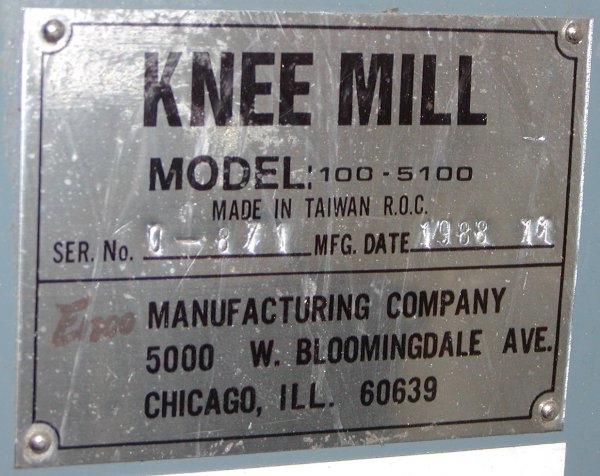 KNEE MILL
MODEL: 100-5100
MADE IN TAIWAN R.O.C.
SER. No. MFG. DATE 1988 11
Enco MANUFACTURING COMPANY
5000 W. BLOOMINGDALE AVE.
CHICAGO, ILL. 60639